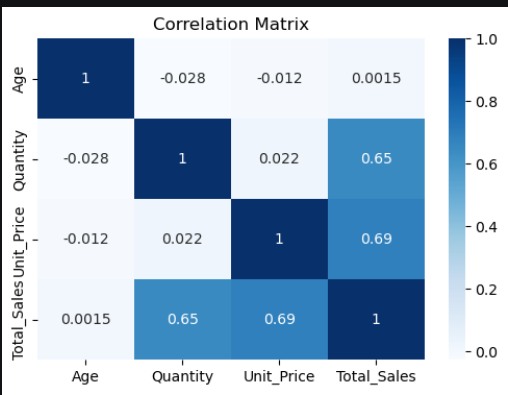 Correlation Matrix
Age 1 -0.028 -0.012 0.0015
Quantity -0.028 1 0.022 0.65
Unit_Price -0.012 0.022 1 0.69
Total_Sales 0.0015 0.65 0.69 1
Age Quantity Unit_Price Total_Sales
1.0
0.8
0.6
0.4
0.2
0.0